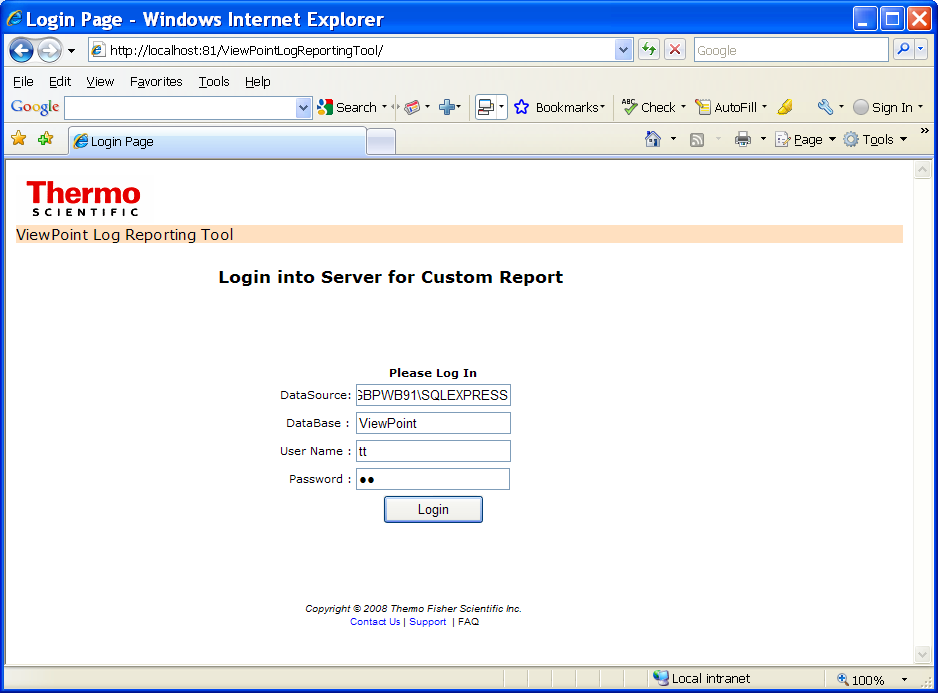 Login Page - Windows Internet Explorer
http://localhost:81/ViewPointLogReportingTool/
Google
File Edit View Favorites Tools Help
Google Search Bookmarks ABC Check AutoFill Sign In
Login Page Page Tools »
Thermo
SCIENTIFIC
ViewPoint Log Reporting Tool
Login into Server for Custom Report
Please Log In
DataSource: GBPWB91\SQLEXPRESS
DataBase : ViewPoint
User Name : tt
Password : ●●
Login
Copyright © 2008 Thermo Fisher Scientific Inc.
Contact Us | Support | FAQ
Local intranet 100%